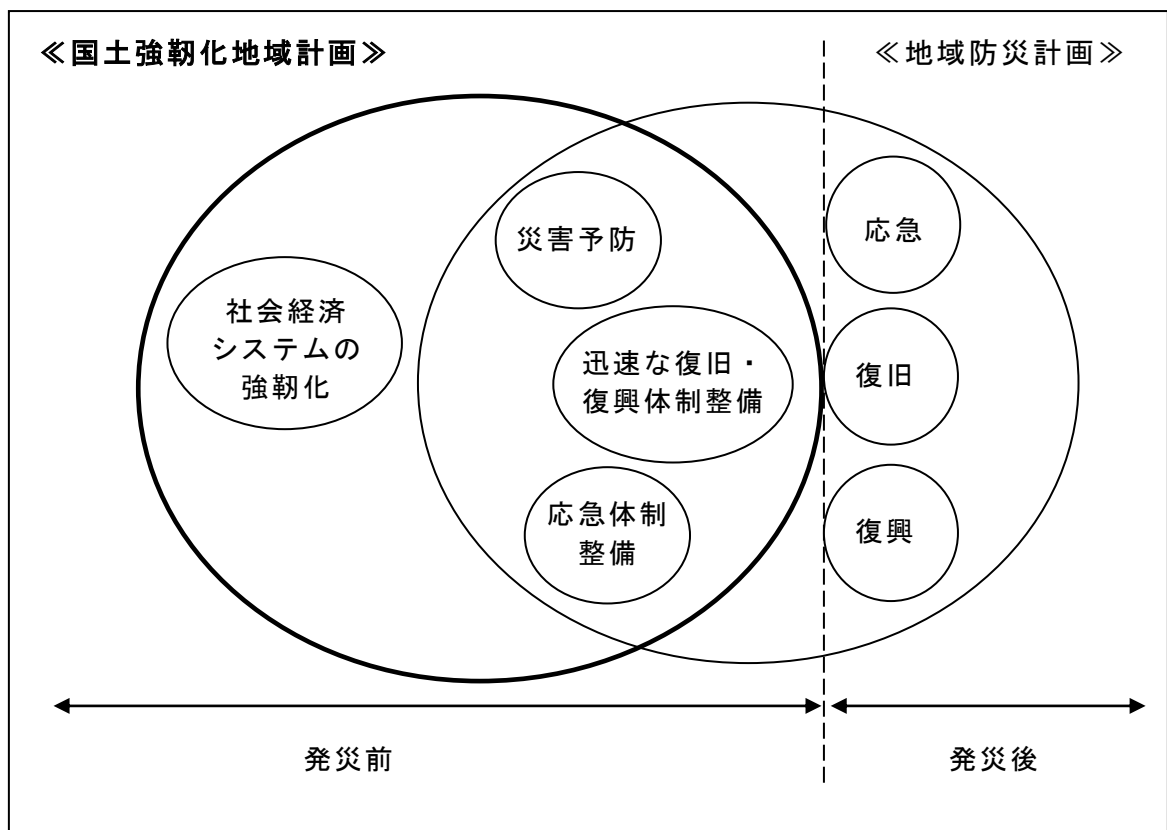 ≪国土強靱化地域計画≫
≪地域防災計画≫
災害予防
応急
社会経済
システムの
強靱化
迅速な復旧・
復興体制整備
復旧
応急体制
整備
復興
発災前
発災後